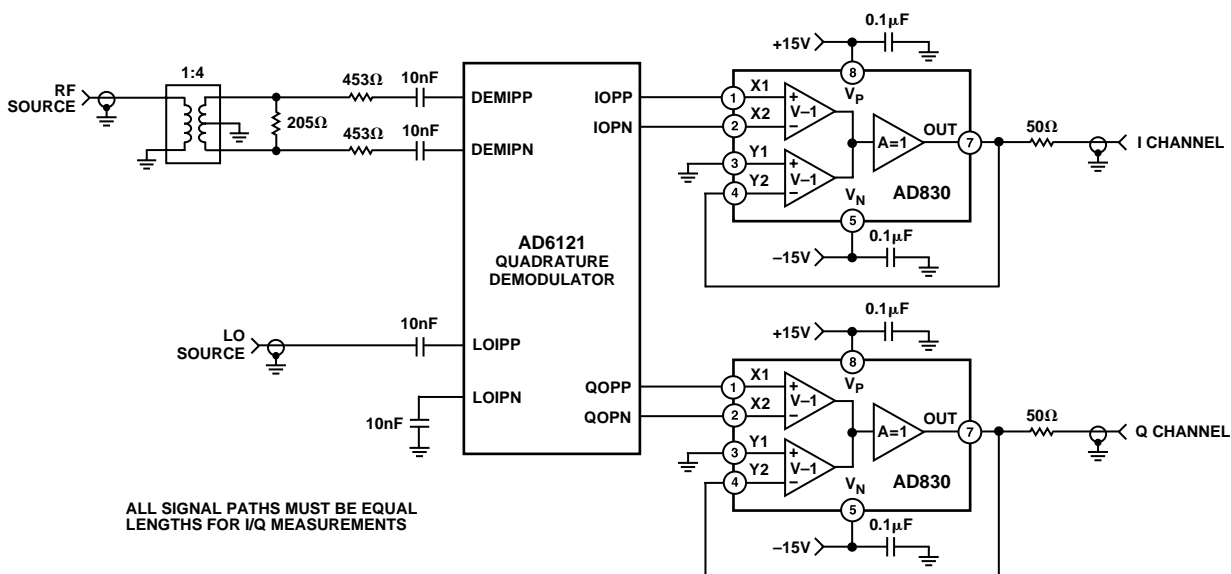 0.1μF
+15V
8
V_P
1:4
RF
SOURCE
453Ω
10nF
205Ω
453Ω
10nF
DEMIPP
DEMIPN
IOPP
IOPN
1
X1
2
X2
3
Y1
4
Y2
+
V–1
–
+
V–1
–
A=1
OUT
7
50Ω
I CHANNEL
AD830
V_N
5
0.1μF
–15V
AD6121
QUADRATURE
DEMODULATOR
LO
SOURCE
10nF
LOIPP
LOIPN
10nF
QOPP
QOPN
0.1μF
+15V
8
V_P
1
X1
2
X2
3
Y1
4
Y2
+
V–1
–
+
V–1
–
A=1
OUT
7
50Ω
Q CHANNEL
AD830
V_N
5
0.1μF
–15V
ALL SIGNAL PATHS MUST BE EQUAL
LENGTHS FOR I/Q MEASUREMENTS